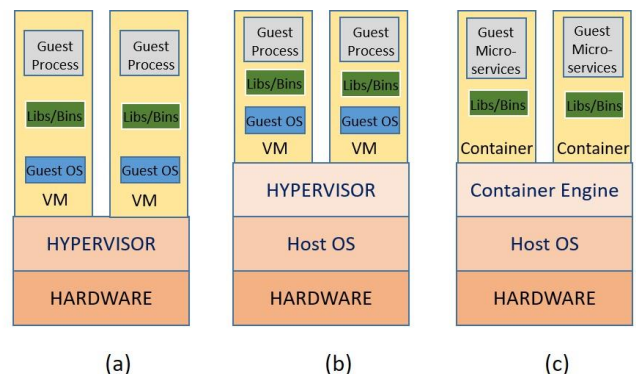 Guest
Process
Libs/Bins
Guest OS
VM
Guest
Process
Libs/Bins
Guest OS
VM
HYPERVISOR
HARDWARE
(a)
Guest
Process
Libs/Bins
Guest OS
VM
Guest
Process
Libs/Bins
Guest OS
VM
HYPERVISOR
Host OS
HARDWARE
(b)
Guest
Micro-
services
Libs/Bins
Container
Guest
Micro-
services
Libs/Bins
Container
Container Engine
Host OS
HARDWARE
(c)